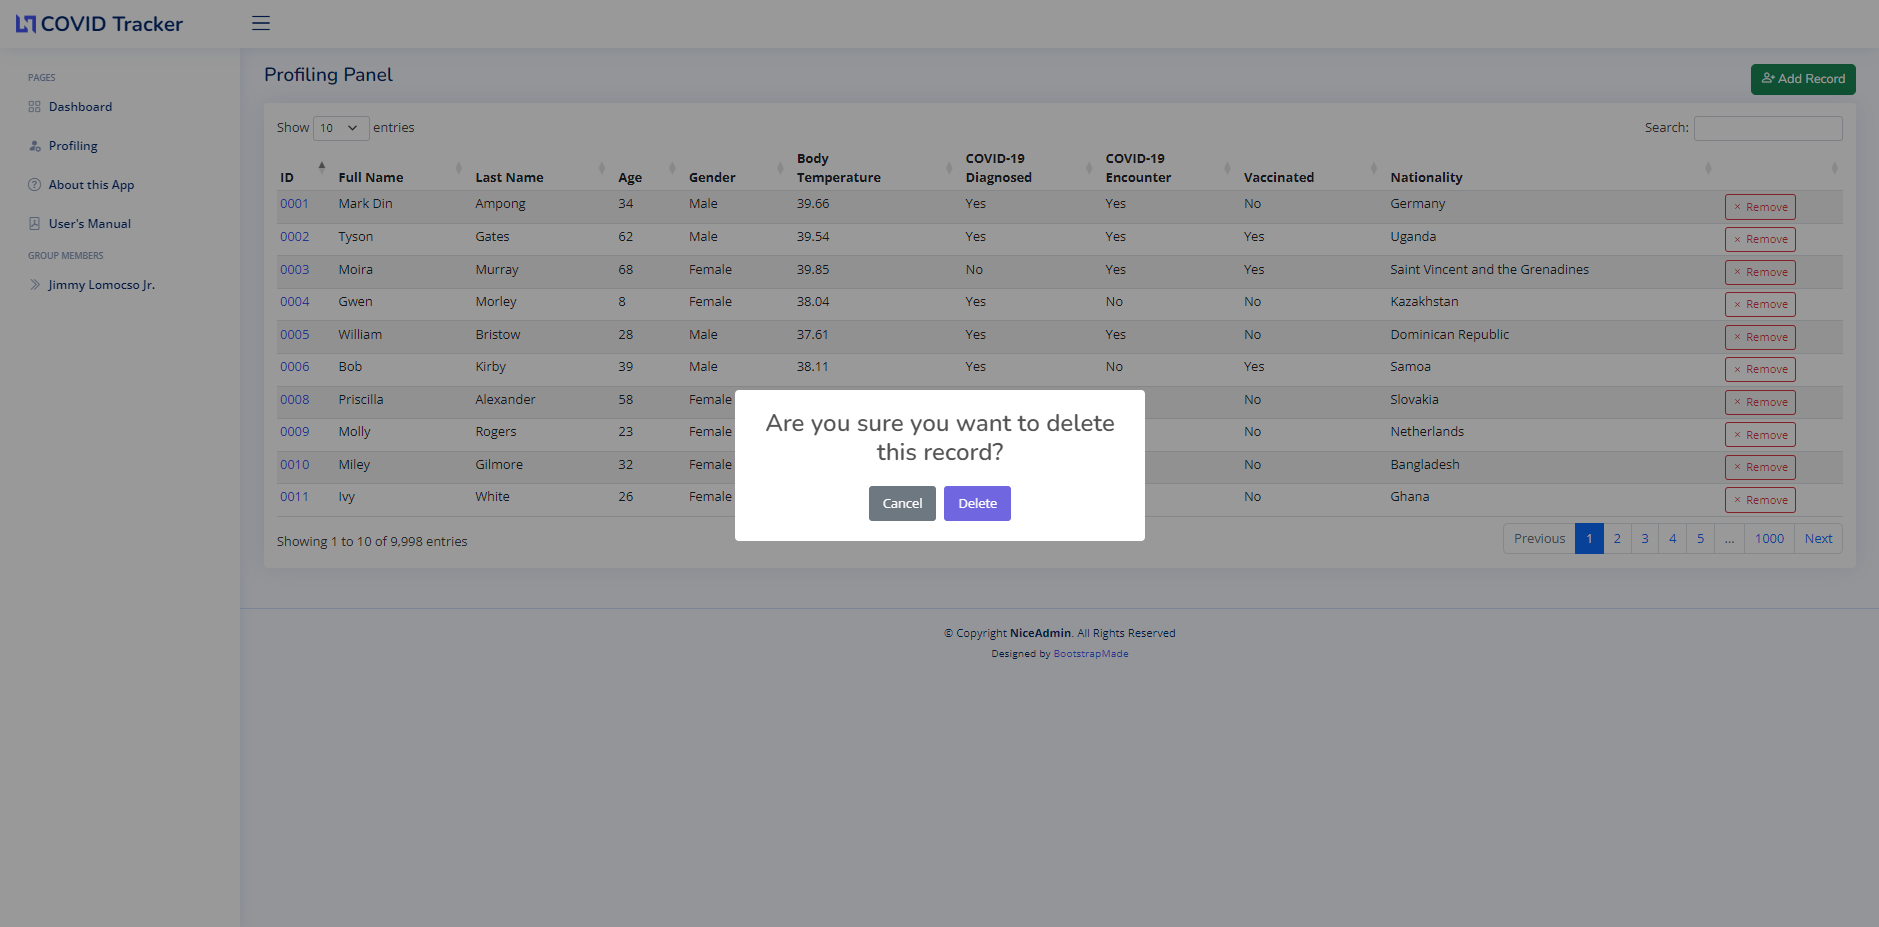 COVID Tracker
PAGES
Dashboard
Profiling
About this App
User's Manual
GROUP MEMBERS
Jimmy Lomocso Jr.
Profiling Panel
Add Record
Show 10 entries
Search:
ID Full Name Last Name Age Gender Body Temperature COVID-19 Diagnosed COVID-19 Encounter Vaccinated Nationality
0001 Mark Din Ampong 34 Male 39.66 Yes Yes No Germany × Remove
0002 Tyson Gates 62 Male 39.54 Yes Yes Yes Uganda × Remove
0003 Moira Murray 68 Female 39.85 No Yes Yes Saint Vincent and the Grenadines × Remove
0004 Gwen Morley 8 Female 38.04 Yes No No Kazakhstan × Remove
0005 William Bristow 28 Male 37.61 Yes Yes No Dominican Republic × Remove
0006 Bob Kirby 39 Male 38.11 Yes No Yes Samoa × Remove
0008 Priscilla Alexander 58 Female No Slovakia × Remove
0009 Molly Rogers 23 Female No Netherlands × Remove
0010 Miley Gilmore 32 Female No Bangladesh × Remove
0011 Ivy White 26 Female No Ghana × Remove
Are you sure you want to delete
this record?
Cancel Delete
Showing 1 to 10 of 9,998 entries
Previous 1 2 3 4 5 ... 1000 Next
© Copyright NiceAdmin. All Rights Reserved
Designed by BootstrapMade